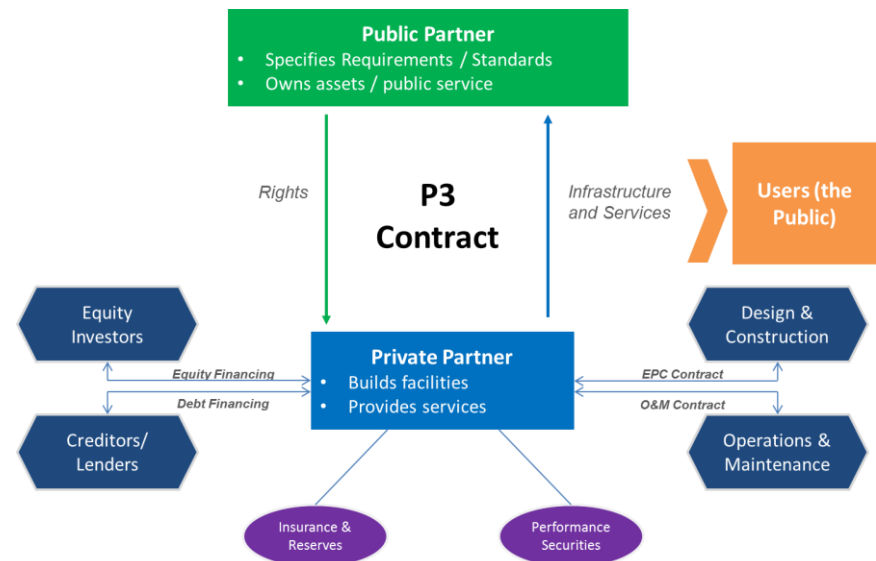 Public Partner
• Specifies Requirements / Standards
• Owns assets / public service
Rights
P3
Contract
Infrastructure
and Services
Users (the
Public)
Equity
Investors
Design &
Construction
Private Partner
• Builds facilities
• Provides services
Equity Financing
Debt Financing
EPC Contract
O&M Contract
Creditors/
Lenders
Operations &
Maintenance
Insurance &
Reserves
Performance
Securities